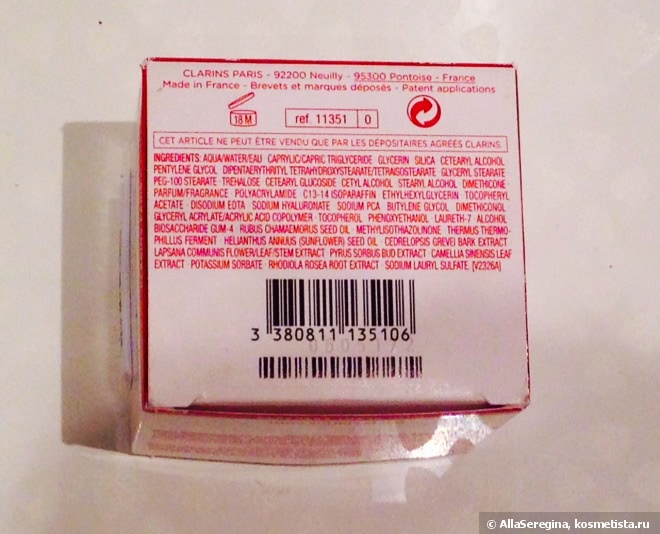 CLARINS PARIS - 92200 Neuilly - 95300 Pontoise - France
Made in France - Brevets et marques déposés - Patent applications
18 M
ref. 11351 0
CET ARTICLE NE PEUT ÊTRE VENDU QUE PAR LES DÉPOSITAIRES AGRÉÉS CLARINS.
INGREDIENTS: AQUA/WATER/EAU · CAPRYLIC/CAPRIC TRIGLYCERIDE · GLYCERIN · SILICA · CETEARYL ALCOHOL ·
PENTYLENE GLYCOL · DIPENTAERYTHRITYL TETRAHYDROXYSTEARATE/TETRAISOSTEARATE · GLYCERYL STEARATE ·
PEG-100 STEARATE · TREHALOSE · CETEARYL GLUCOSIDE · CETYL ALCOHOL · STEARYL ALCOHOL · DIMETHICONE ·
PARFUM/FRAGRANCE · POLYACRYLAMIDE · C13-14 ISOPARAFFIN · ETHYLHEXYLGLYCERIN · TOCOPHERYL
ACETATE · DISODIUM EDTA · SODIUM HYALURONATE · SODIUM PCA · BUTYLENE GLYCOL · DIMETHICONOL ·
GLYCERYL ACRYLATE/ACRYLIC ACID COPOLYMER · TOCOPHEROL · PHENOXYETHANOL · LAURETH-7 · ALCOHOL ·
BIOSACCHARIDE GUM-4 · RUBUS CHAMAEMORUS SEED OIL · METHYLISOTHIAZOLINONE · THERMUS THERMO-
PHILLUS FERMENT · HELIANTHUS ANNUUS (SUNFLOWER) SEED OIL · CEDRELOPSIS GREVEI BARK EXTRACT ·
LAPSANA COMMUNIS FLOWER/LEAF/STEM EXTRACT · PYRUS SORBUS BUD EXTRACT · CAMELLIA SINENSIS LEAF
EXTRACT · POTASSIUM SORBATE · RHODIOLA ROSEA ROOT EXTRACT · SODIUM LAURYL SULFATE. [V2326A]
3 380811 135106
© AllaSeregina, kosmetista.ru